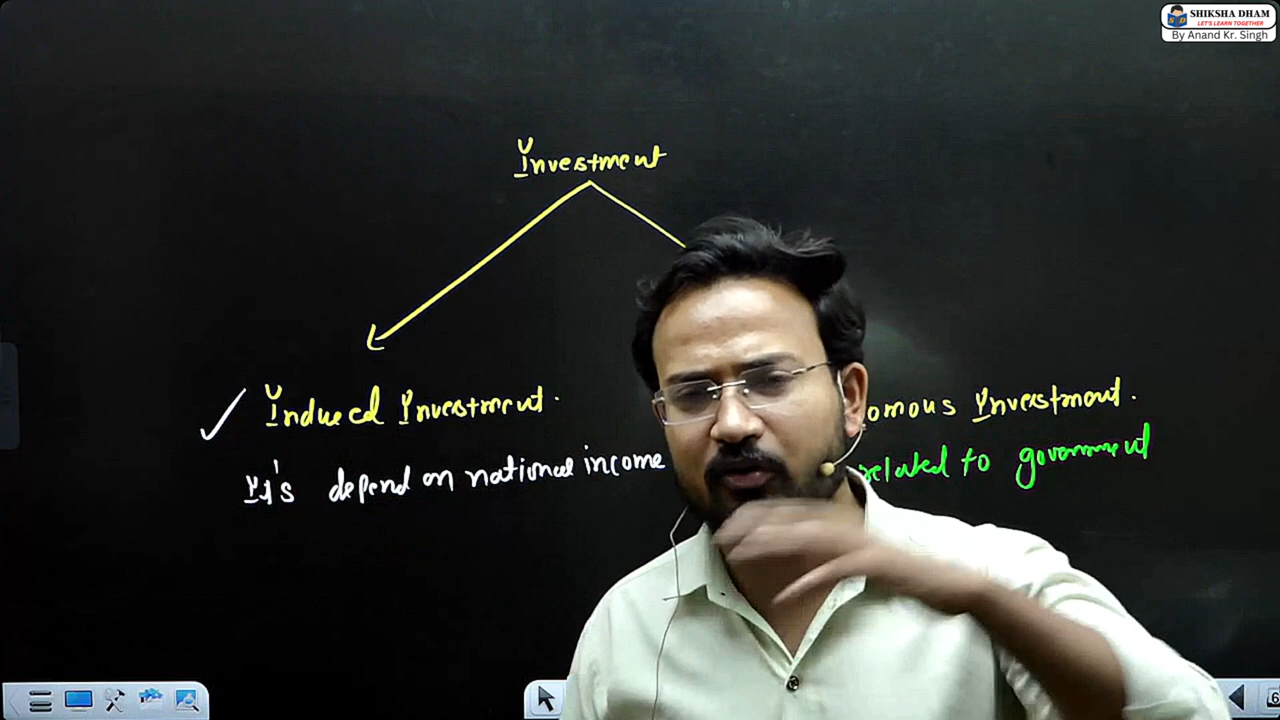 SHIKSHA DHAM
LET'S LEARN TOGETHER
By Anand Kr. Singh
Investment
Induced Investment.
omous Investment.
It's depend on national income
related to government